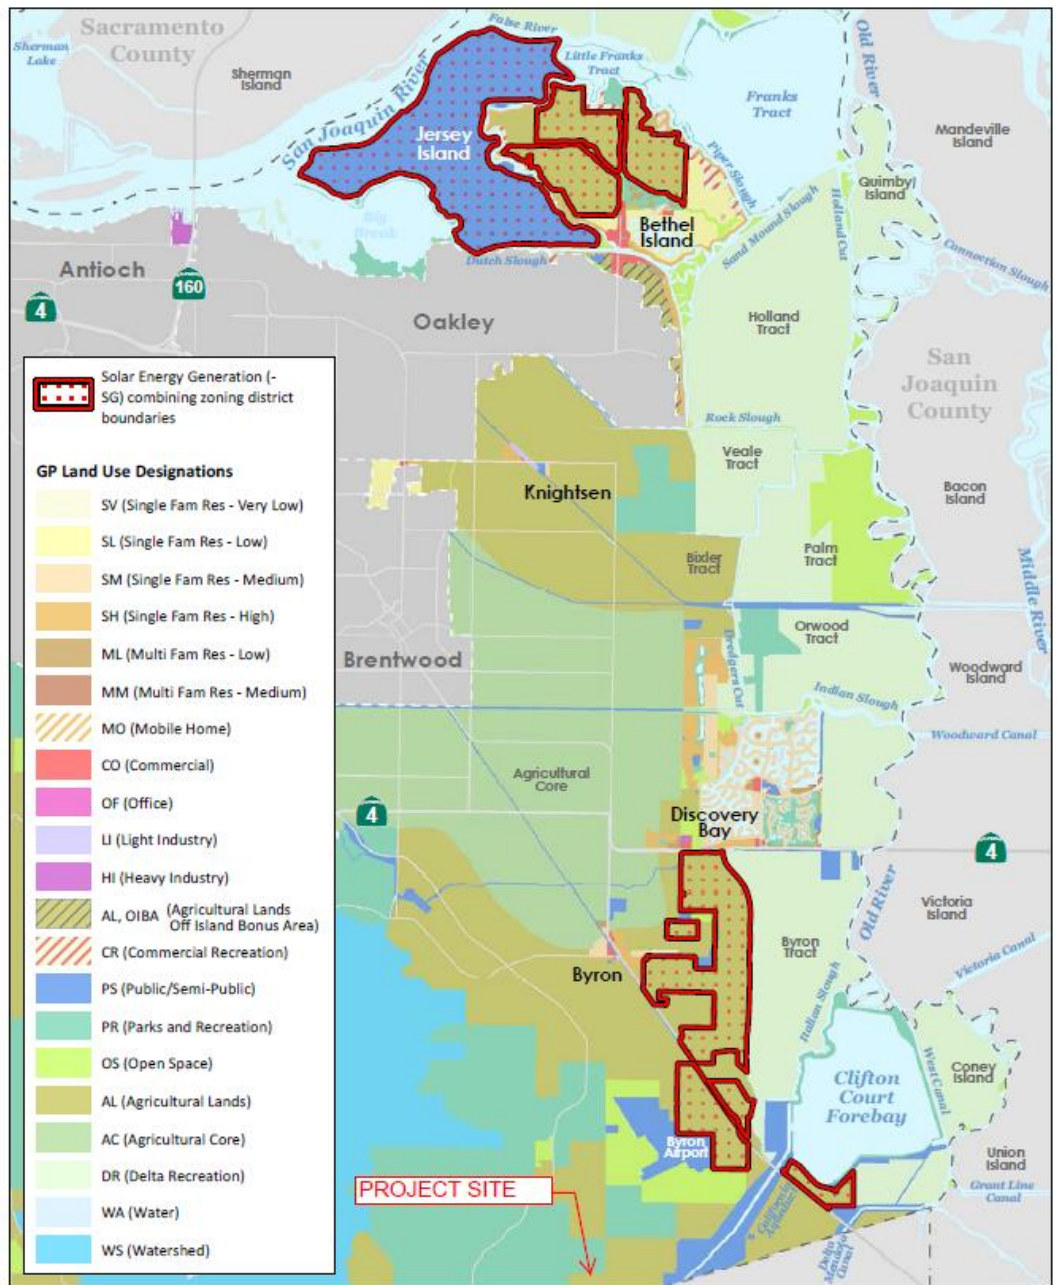 Sacramento
County
Sherman
Lake
Sherman
Island
San Joaquin River
False River
Little Franks
Tract
Franks
Tract
Old River
Mandeville
Island
Jersey
Island
Piper Slough
Quimby
Island
Holland Cut
Big
Break
Bethel
Island
Sand Mound Slough
Connection Slough
Dutch Slough
Antioch
160
4
Oakley
Holland
Tract
San
Joaquin
County
Solar Energy Generation (-
SG) combining zoning district
boundaries
Rock Slough
Veale
Tract
GP Land Use Designations
SV (Single Fam Res - Very Low)
SL (Single Fam Res - Low)
SM (Single Fam Res - Medium)
SH (Single Fam Res - High)
ML (Multi Fam Res - Low)
MM (Multi Fam Res - Medium)
MO (Mobile Home)
CO (Commercial)
OF (Office)
LI (Light Industry)
HI (Heavy Industry)
AL, OIBA (Agricultural Lands
Off Island Bonus Area)
CR (Commercial Recreation)
PS (Public/Semi-Public)
PR (Parks and Recreation)
OS (Open Space)
AL (Agricultural Lands)
AC (Agricultural Core)
DR (Delta Recreation)
WA (Water)
WS (Watershed)
Knightsen
Bacon
Island
Bixler
Tract
Palm
Tract
Middle River
Orwood
Tract
Brentwood
Dredgers Cut
Woodward
Island
Indian Slough
Woodward Canal
Agricultural
Core
4
Discovery
Bay
4
Old River
Victoria
Island
Byron
Byron
Tract
Victoria Canal
Italian Slough
West Canal
Clifton
Court
Forebay
Coney
Island
Byron
Airport
Union
Island
PROJECT SITE
California
Aqueduct
Grant Line
Canal
Delta
Mendota
Canal